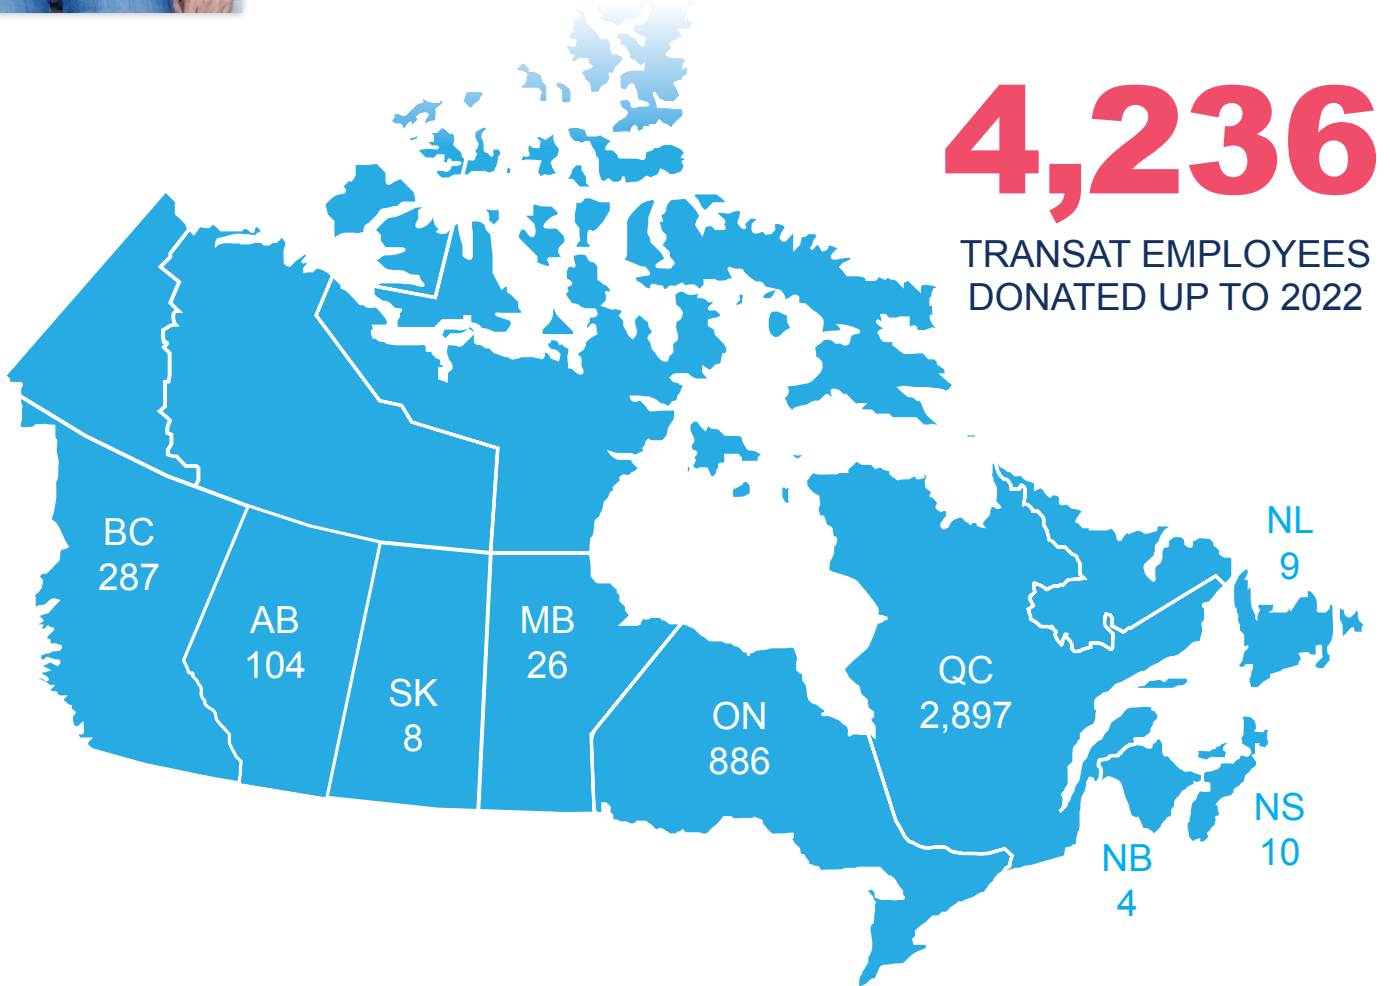 4,236
TRANSAT EMPLOYEES
DONATED UP TO 2022
BC
287
AB
104
SK
8
MB
26
ON
886
QC
2,897
NL
9
NS
10
NB
4